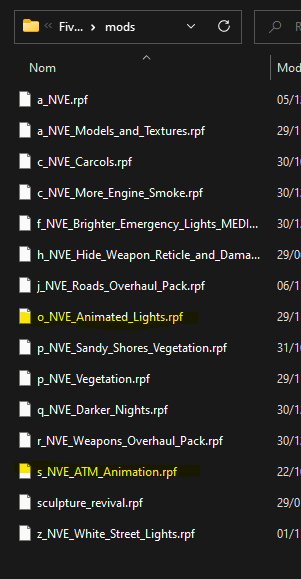 Fiv... > mods
R
Nom
Mod
a_NVE.rpf
05/1
a_NVE_Models_and_Textures.rpf
29/1
c_NVE_Carcols.rpf
30/1
c_NVE_More_Engine_Smoke.rpf
30/1
f_NVE_Brighter_Emergency_Lights_MEDI...
30/1
h_NVE_Hide_Weapon_Reticle_and_Dama...
29/0
j_NVE_Roads_Overhaul_Pack.rpf
06/1
o_NVE_Animated_Lights.rpf
29/1
p_NVE_Sandy_Shores_Vegetation.rpf
31/1
p_NVE_Vegetation.rpf
29/1
q_NVE_Darker_Nights.rpf
30/1
r_NVE_Weapons_Overhaul_Pack.rpf
30/1
s_NVE_ATM_Animation.rpf
22/1
sculpture_revival.rpf
29/0
z_NVE_White_Street_Lights.rpf
01/1